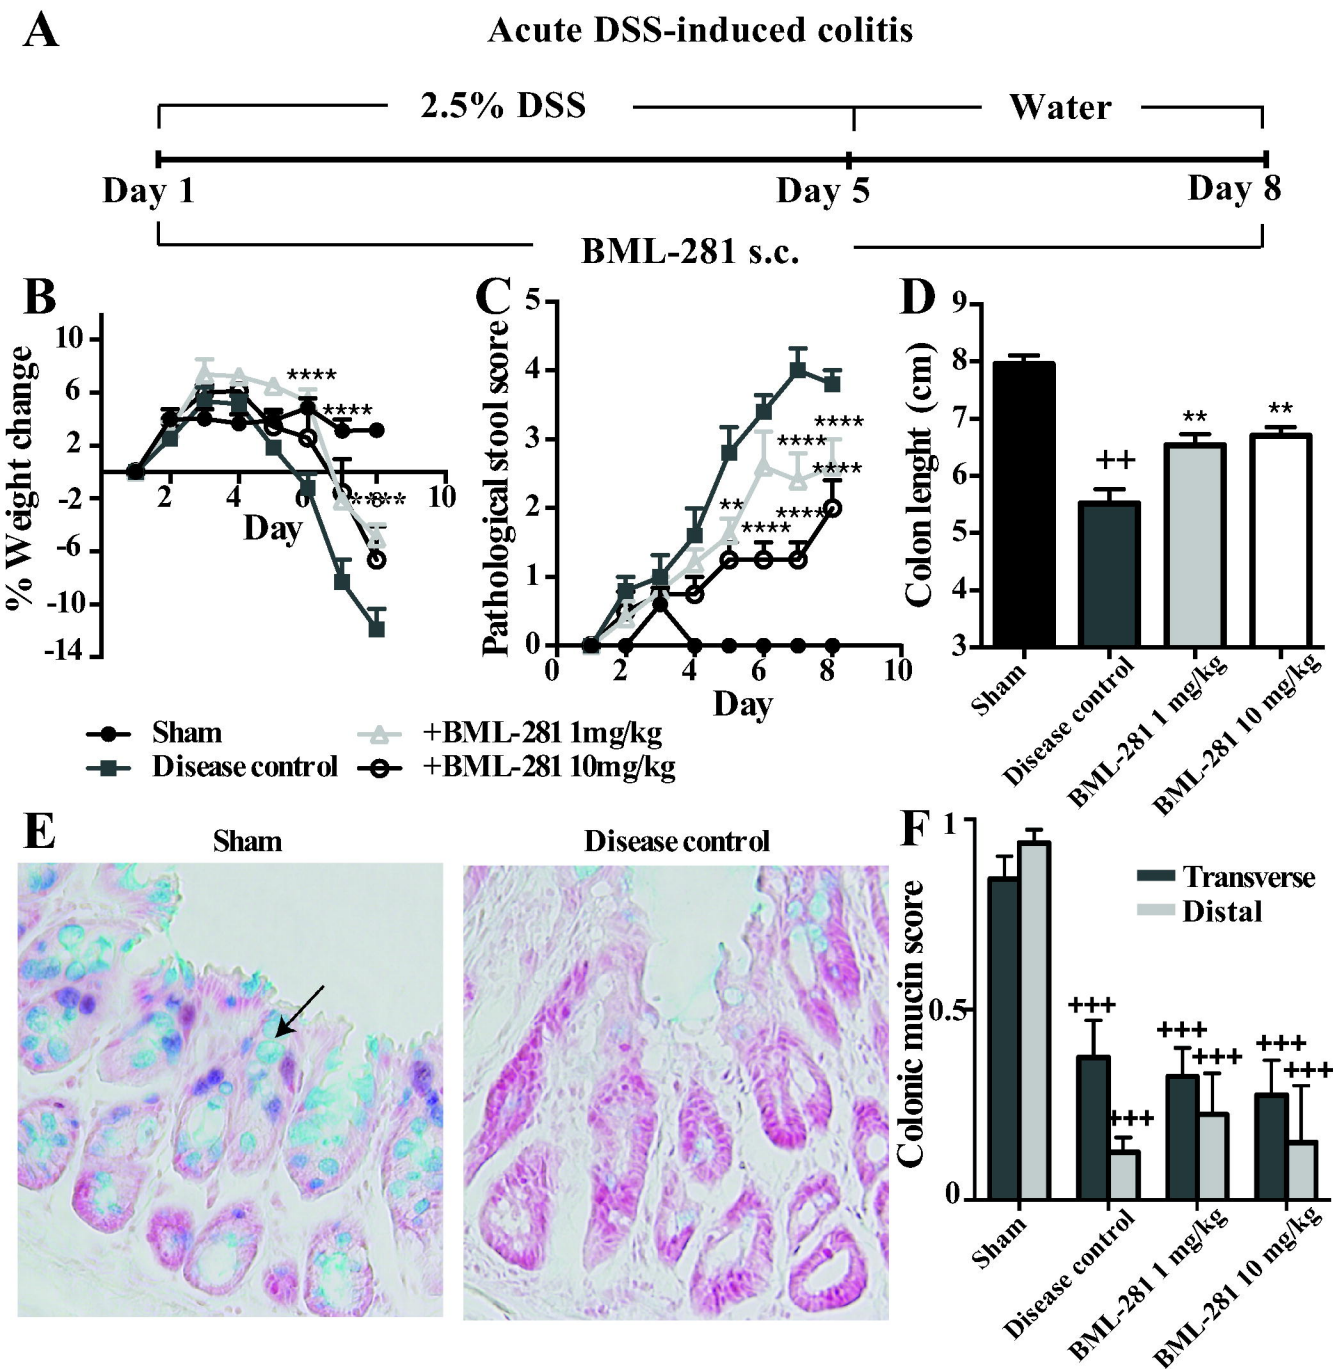 A
Acute DSS-induced colitis
2.5% DSS
Water
Day 1
Day 5
Day 8
BML-281 s.c.
B
% Weight change
10
6
2
-2
-6
-10
-14
2
4
6
8
10
Day
****
****
****
C
Pathological stool score
5
4
3
2
1
0
0
2
4
6
8
10
Day
**
****
****
****
****
****
D
Colon lenght (cm)
9
8
7
6
5
4
3
++
**
**
Sham
Disease control
BML-281 1 mg/kg
BML-281 10 mg/kg
Sham
Disease control
+BML-281 1mg/kg
+BML-281 10mg/kg
E
Sham
Disease control
F
Colonic mucin score
1
0.5
0
Transverse
Distal
+++
+++
+++
+++
+++
+++
Sham
Disease control
BML-281 1 mg/kg
BML-281 10 mg/kg